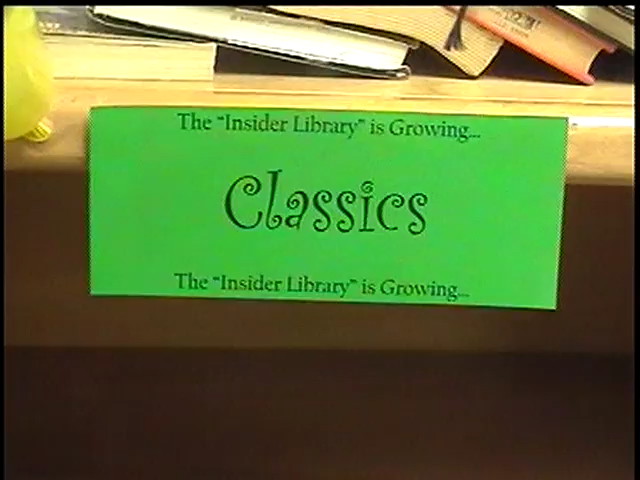 The “Insider Library” is Growing...
Classics
The “Insider Library” is Growing...